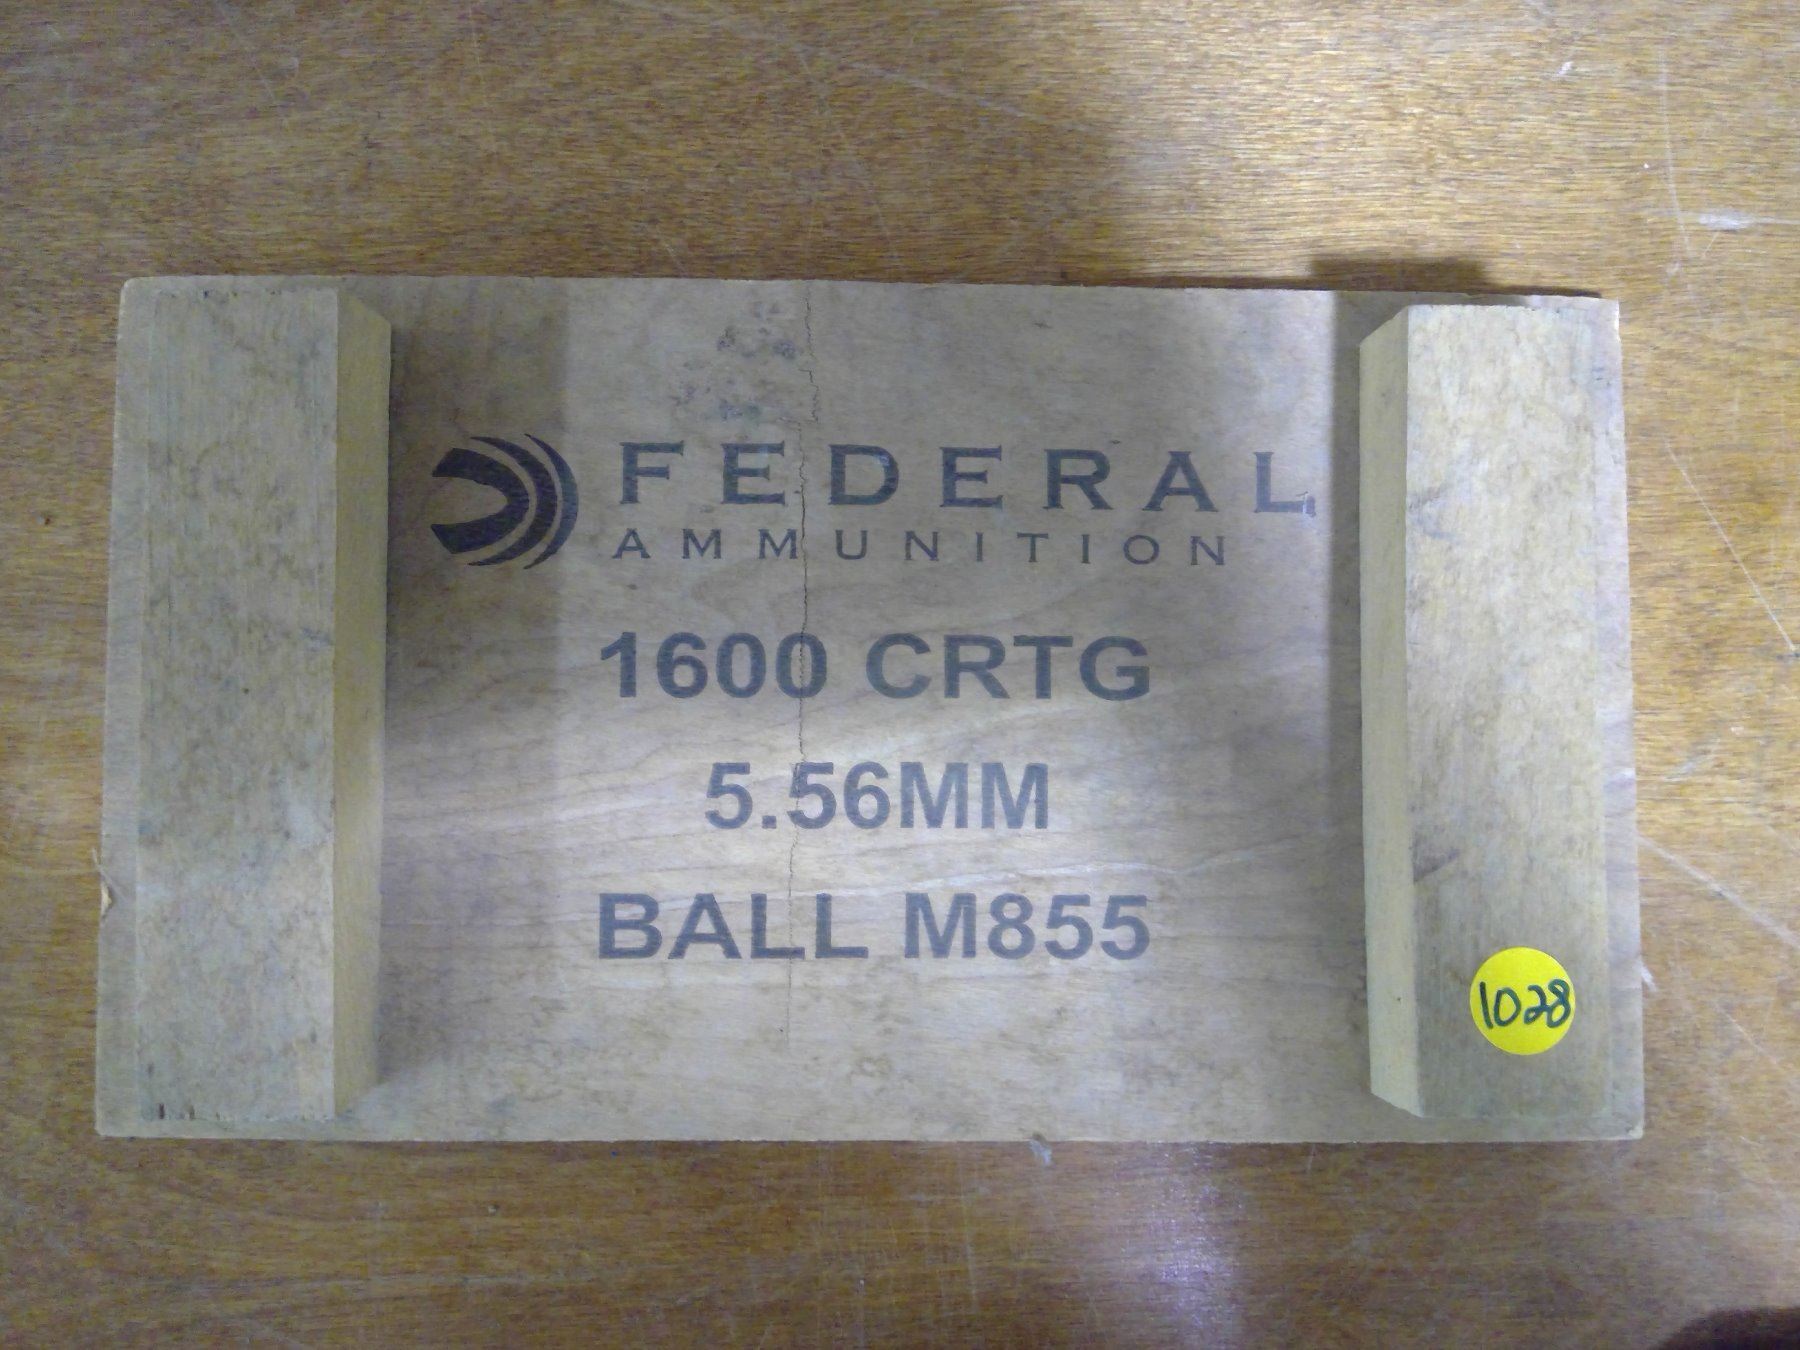 FEDERAL
AMMUNITION
1600 CRTG
5.56MM
BALL M855
1028